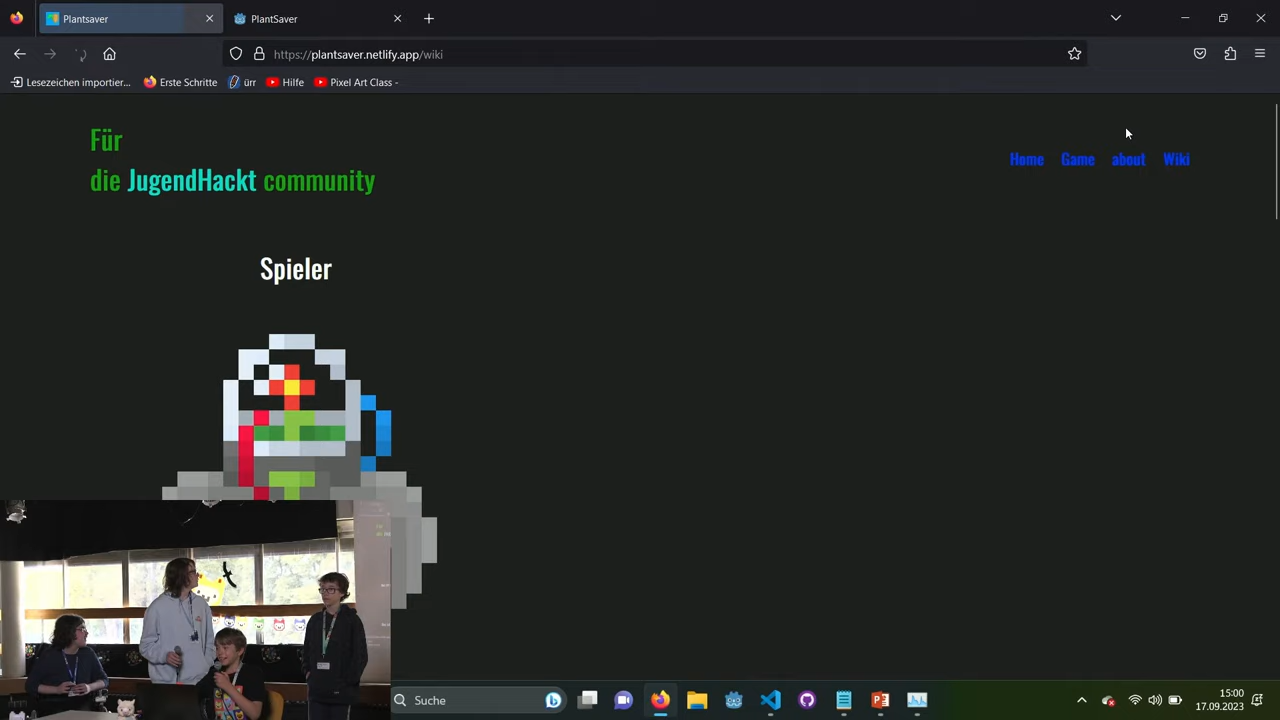 Plantsaver
PlantSaver
https://plantsaver.netlify.app/wiki
Lesezeichen importier...
Erste Schritte
ürr
Hilfe
Pixel Art Class -
Für
die JugendHackt community
Home Game about Wiki
Spieler
Suche
15:00
17.09.2023